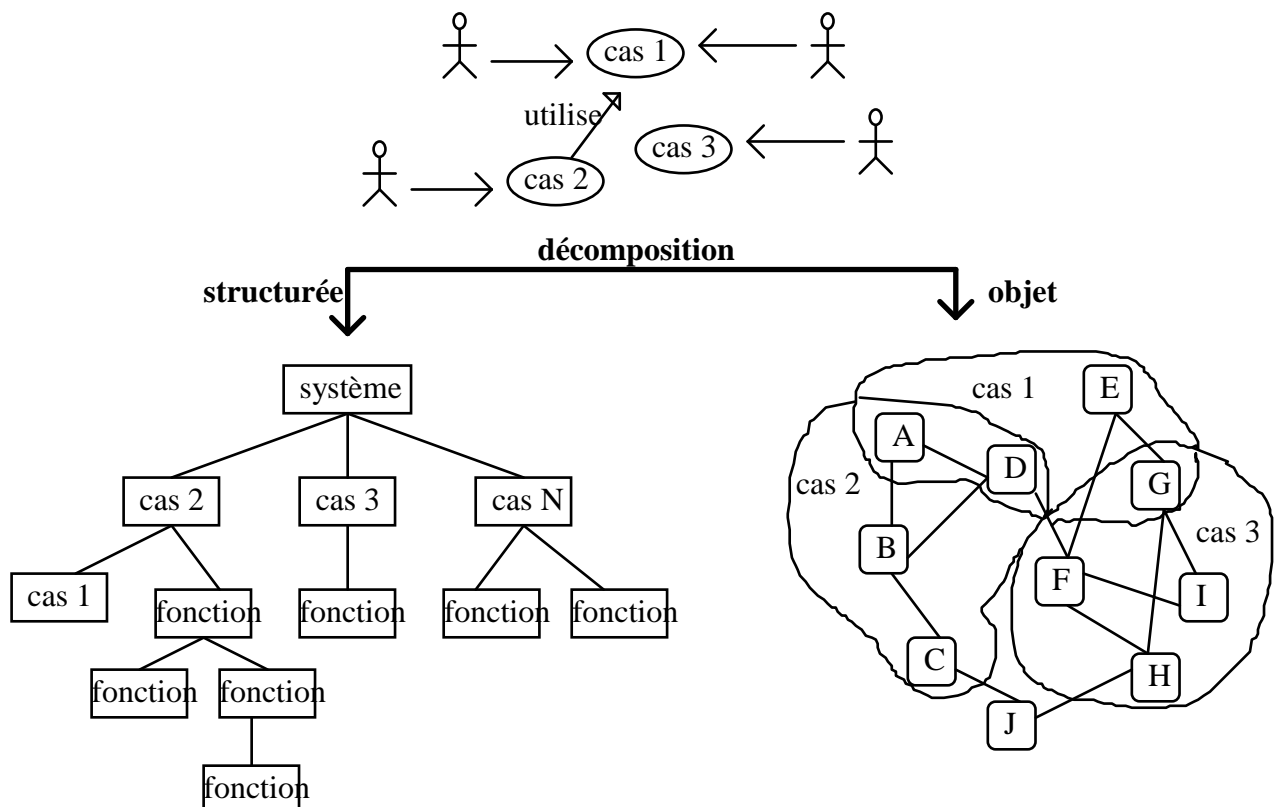 cas 1
utilise
cas 3
cas 2
décomposition
structurée
objet
système
cas 2
cas 3
cas N
cas 1
fonction
fonction
fonction
fonction
fonction
fonction
fonction
cas 1
E
A
D
cas 2
G
B
cas 3
F
I
C
H
J